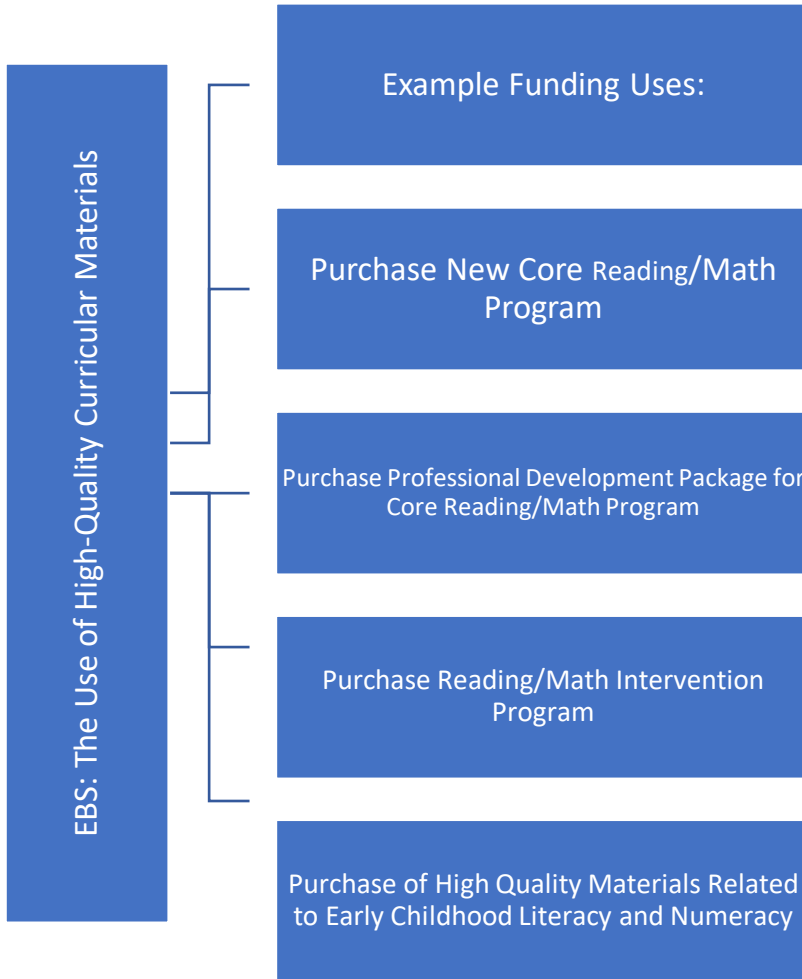 EBS: The Use of High-Quality Curricular Materials
Example Funding Uses:
Purchase New Core Reading/Math
Program
Purchase Professional Development Package for
Core Reading/Math Program
Purchase Reading/Math Intervention
Program
Purchase of High Quality Materials Related
to Early Childhood Literacy and Numeracy